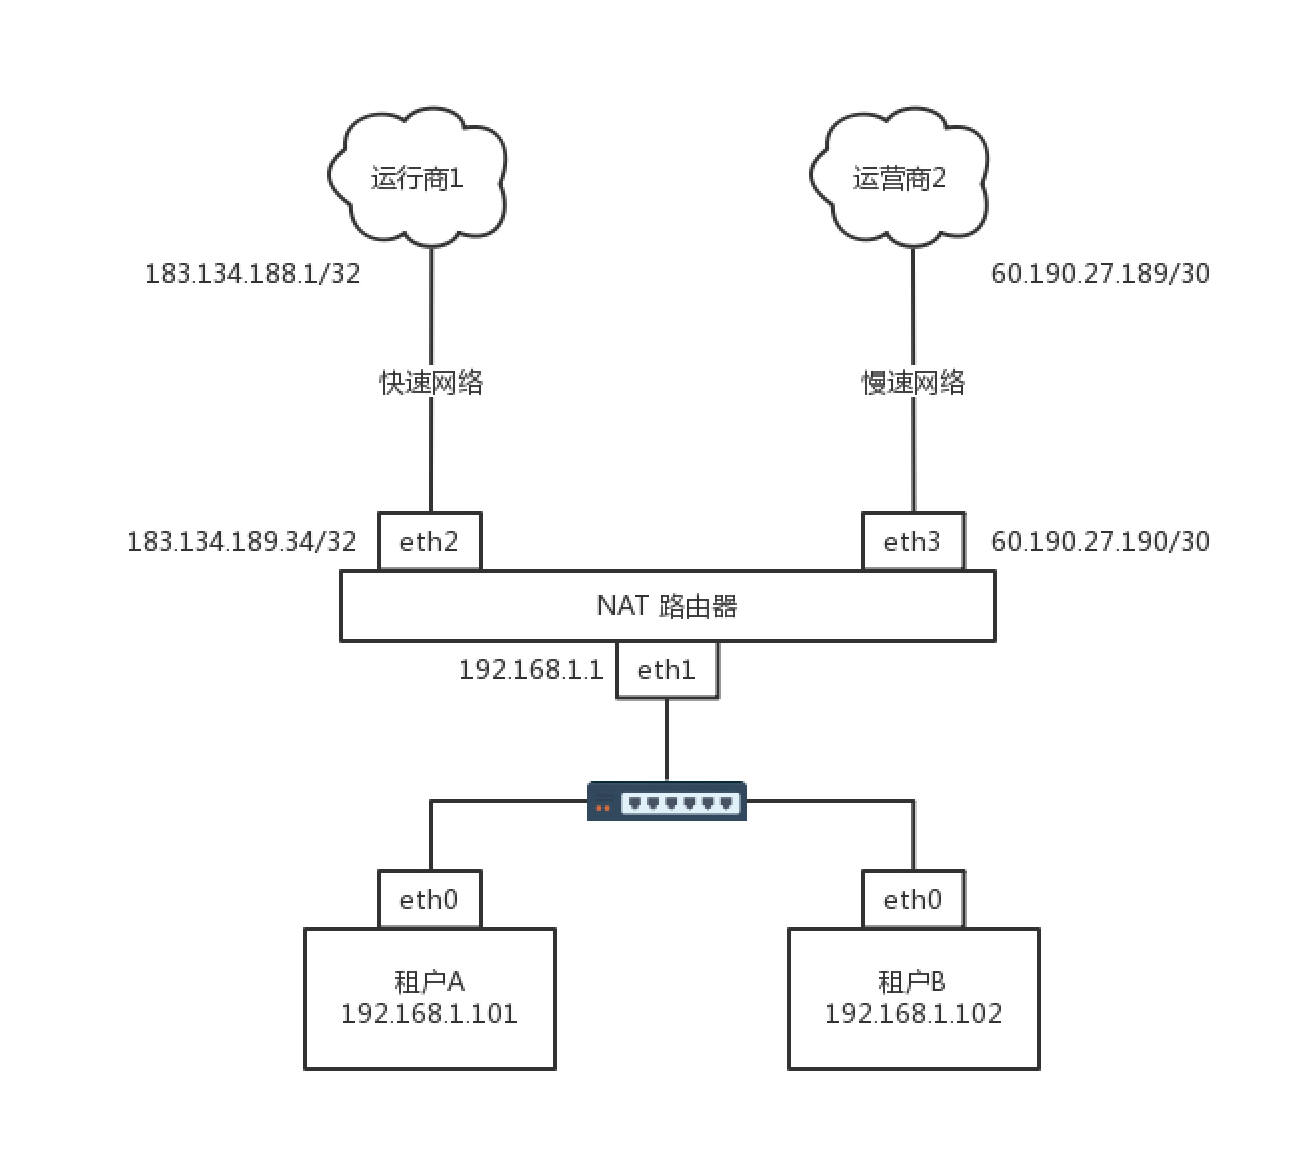 运行商1
运营商2
183.134.188.1/32
60.190.27.189/30
快速网络
慢速网络
183.134.189.34/32
eth2
eth3
60.190.27.190/30
NAT 路由器
192.168.1.1
eth1
eth0
eth0
租户A
192.168.1.101
租户B
192.168.1.102